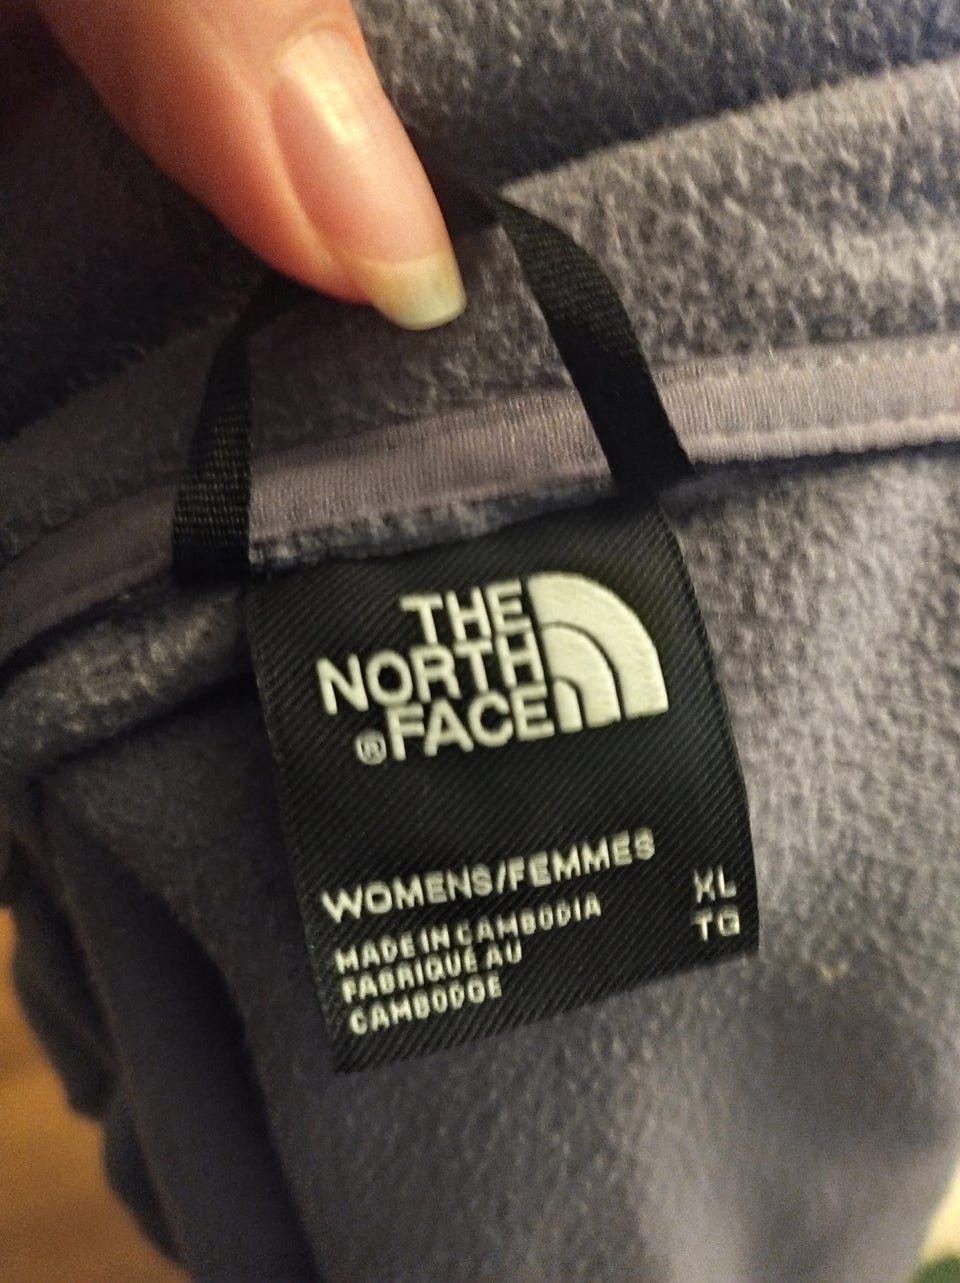 THE
NORTH
®FACE
WOMENS/FEMMES
MADE IN CAMBODIA
FABRIQUÉ AU
CAMBODGE
XL
TG